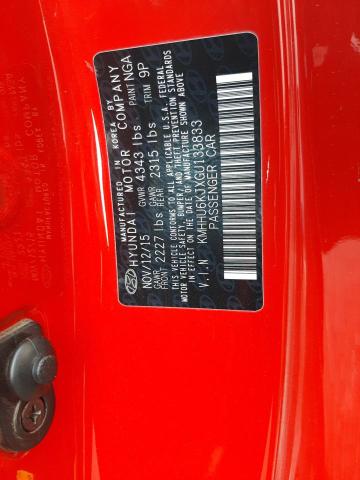 MANUFACTURED IN KOREA BY
HYUNDAI MOTOR COMPANY
NOV/12/15 GVWR 4343 lbs PAINT NGA
GAWR FRONT 2227 lbs GAWR REAR 2315 lbs TRIM 9P
THIS VEHICLE CONFORMS TO ALL APPLICABLE U.S.A. FEDERAL
MOTOR VEHICLE SAFETY, BUMPER, AND THEFT PREVENTION STANDARDS
IN EFFECT ON THE DATE OF MANUFACTURE SHOWN ABOVE
V.I.N KMHHU6KJXGU133833
PASSENGER CAR